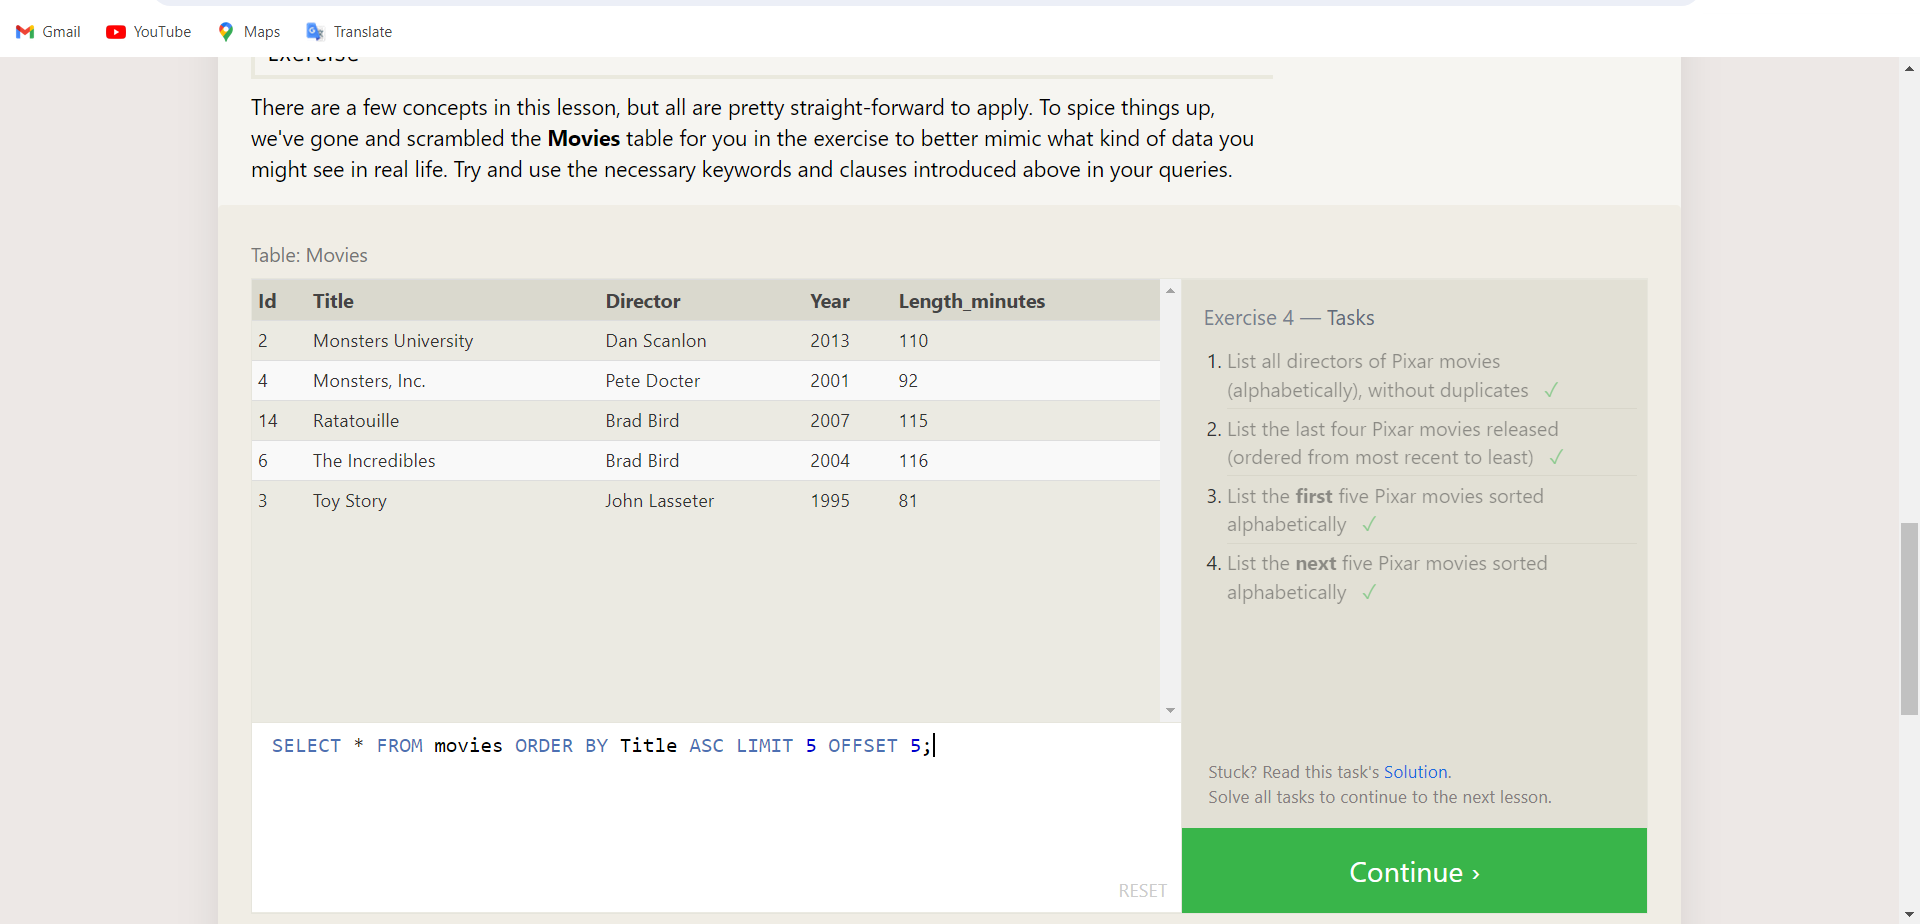 Gmail YouTube Maps Translate
Exercise
There are a few concepts in this lesson, but all are pretty straight-forward to apply. To spice things up,
we've gone and scrambled the Movies table for you in the exercise to better mimic what kind of data you
might see in real life. Try and use the necessary keywords and clauses introduced above in your queries.
Table: Movies
Id Title Director Year Length_minutes
2 Monsters University Dan Scanlon 2013 110
4 Monsters, Inc. Pete Docter 2001 92
14 Ratatouille Brad Bird 2007 115
6 The Incredibles Brad Bird 2004 116
3 Toy Story John Lasseter 1995 81
SELECT * FROM movies ORDER BY Title ASC LIMIT 5 OFFSET 5;
RESET
Exercise 4 — Tasks
1. List all directors of Pixar movies
(alphabetically), without duplicates ✓
2. List the last four Pixar movies released
(ordered from most recent to least) ✓
3. List the first five Pixar movies sorted
alphabetically ✓
4. List the next five Pixar movies sorted
alphabetically ✓
Stuck? Read this task's Solution.
Solve all tasks to continue to the next lesson.
Continue ›